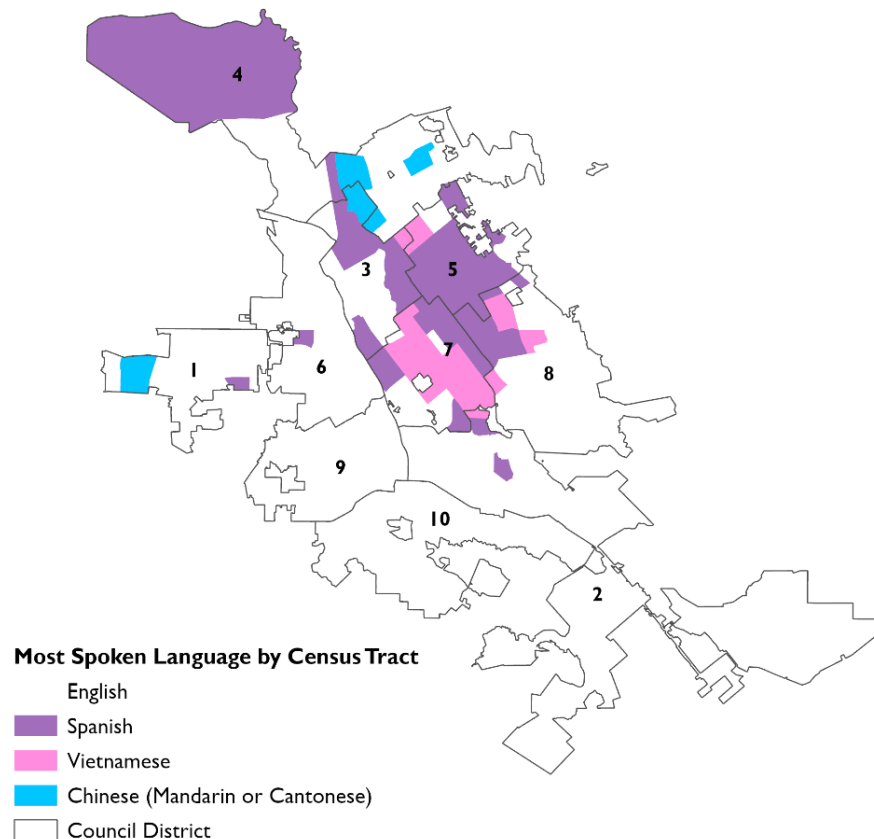 4
3
5
1
6
7
8
9
10
2
Most Spoken Language by Census Tract
English
Spanish
Vietnamese
Chinese (Mandarin or Cantonese)
Council District